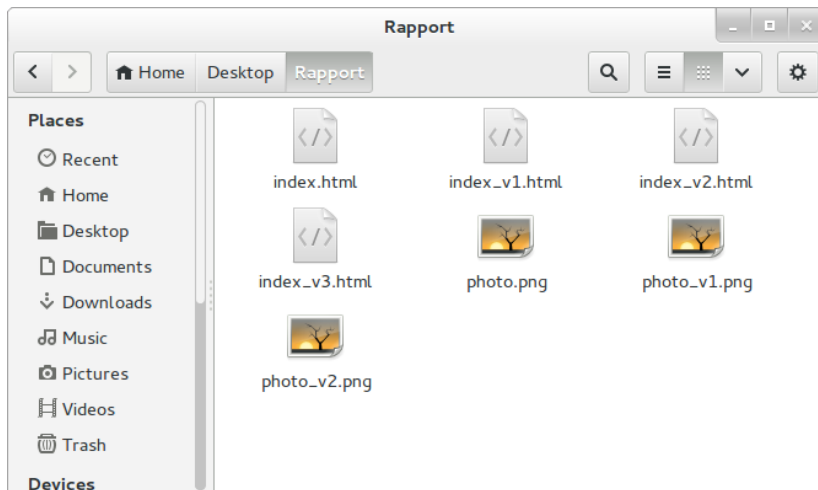 Rapport
Home Desktop Rapport
Places
Recent
Home
Desktop
Documents
Downloads
Music
Pictures
Videos
Trash
Devices
index.html index_v1.html index_v2.html
index_v3.html photo.png photo_v1.png
photo_v2.png